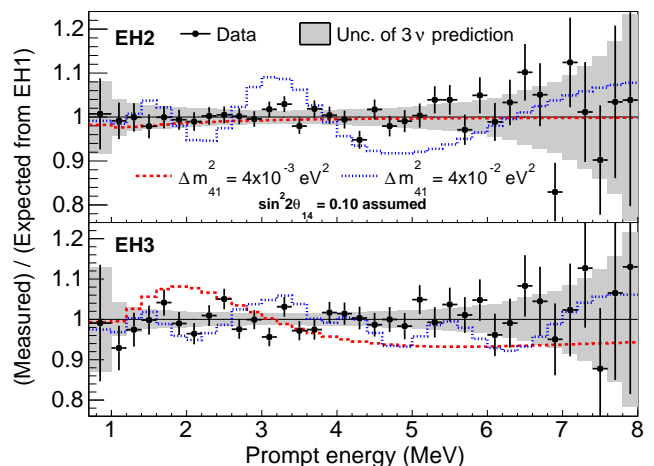 (Measured) / (Expected from EH1)
1.2
1.1
1
0.9
0.8
EH2
Data
Unc. of 3 ν prediction
Δm²₄₁ = 4x10⁻³ eV²
Δm²₄₁ = 4x10⁻² eV²
sin²2θ₁₄ = 0.10 assumed
1.2
1.1
1
0.9
0.8
EH3
1 2 3 4 5 6 7 8
Prompt energy (MeV)